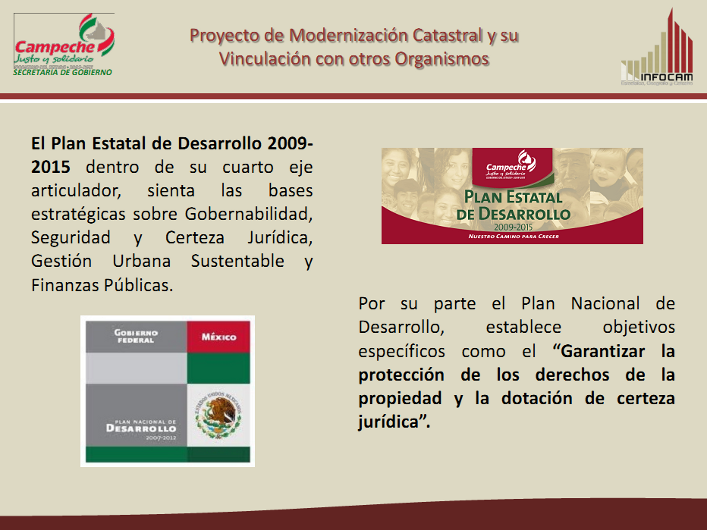 Campeche
Justo y solidario
SECRETARÍA DE GOBIERNO
Proyecto de Modernización Catastral y su
Vinculación con otros Organismos
INFOCAM
El Plan Estatal de Desarrollo 2009-
2015 dentro de su cuarto eje
articulador, sienta las bases
estratégicas sobre Gobernabilidad,
Seguridad y Certeza Jurídica,
Gestión Urbana Sustentable y
Finanzas Públicas.
Campeche
Justo y solidario
PLAN ESTATAL
DE DESARROLLO
2009-2015
NUESTRO CAMINO PARA CRECER
GOBIERNO
FEDERAL
MÉXICO
PLAN NACIONAL DE
DESARROLLO
2007-2012
ESTADOS UNIDOS MEXICANOS
Por su parte el Plan Nacional de
Desarrollo, establece objetivos
específicos como el “Garantizar la
protección de los derechos de la
propiedad y la dotación de certeza
jurídica”.